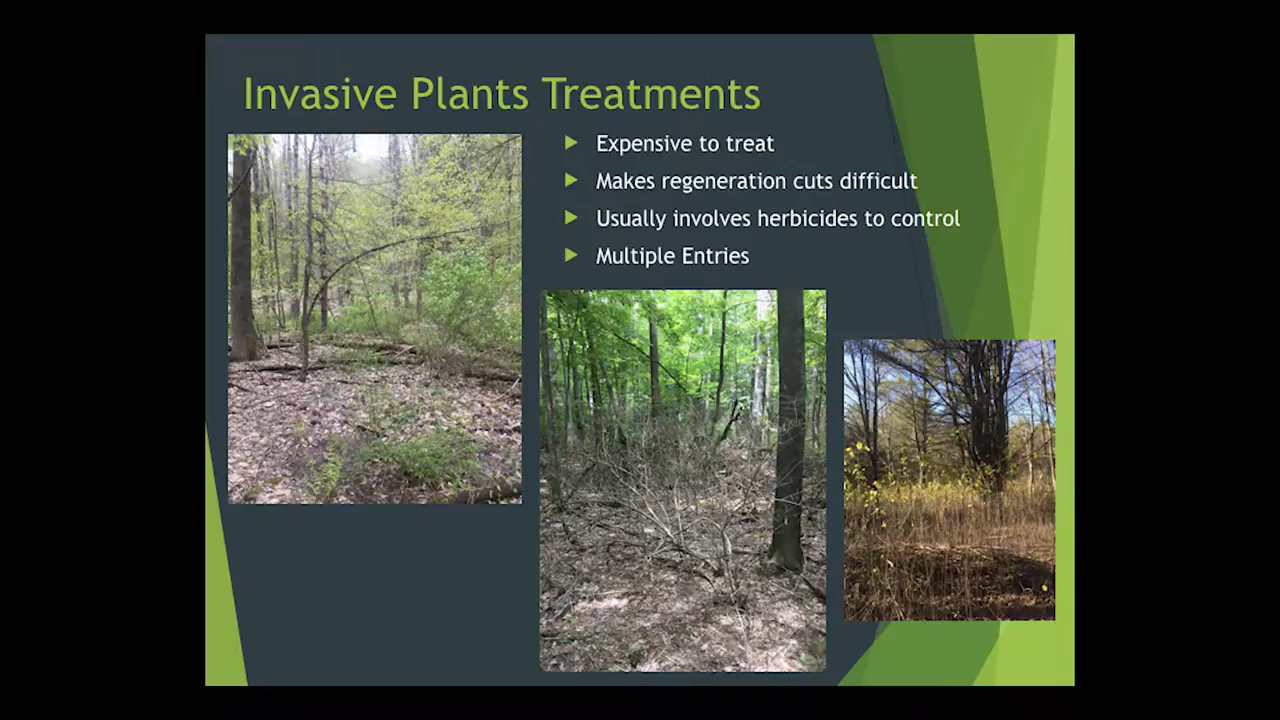 Invasive Plants Treatments
Expensive to treat
Makes regeneration cuts difficult
Usually involves herbicides to control
Multiple Entries